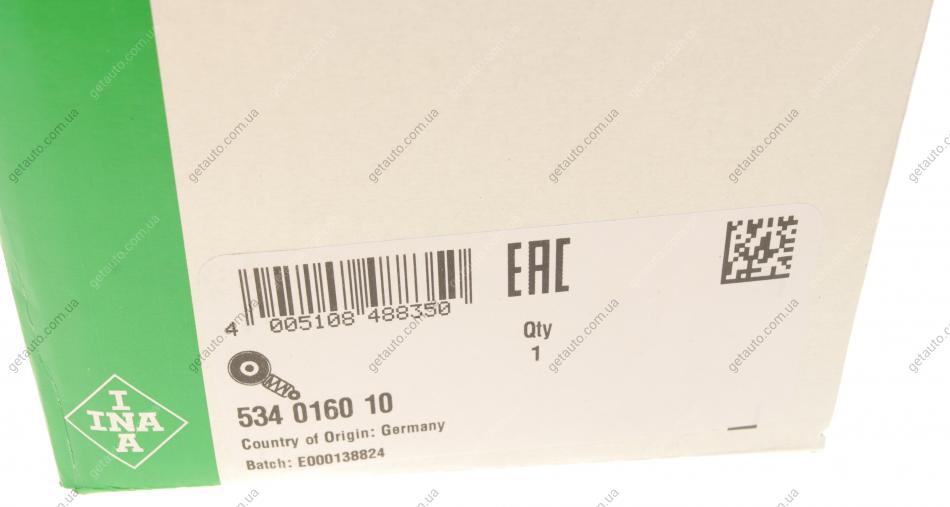 EAC
4 005108 488350
Qty
1
534 0160 10
Country of Origin: Germany
Batch: E000138824
INA
INA
getauto.com.ua